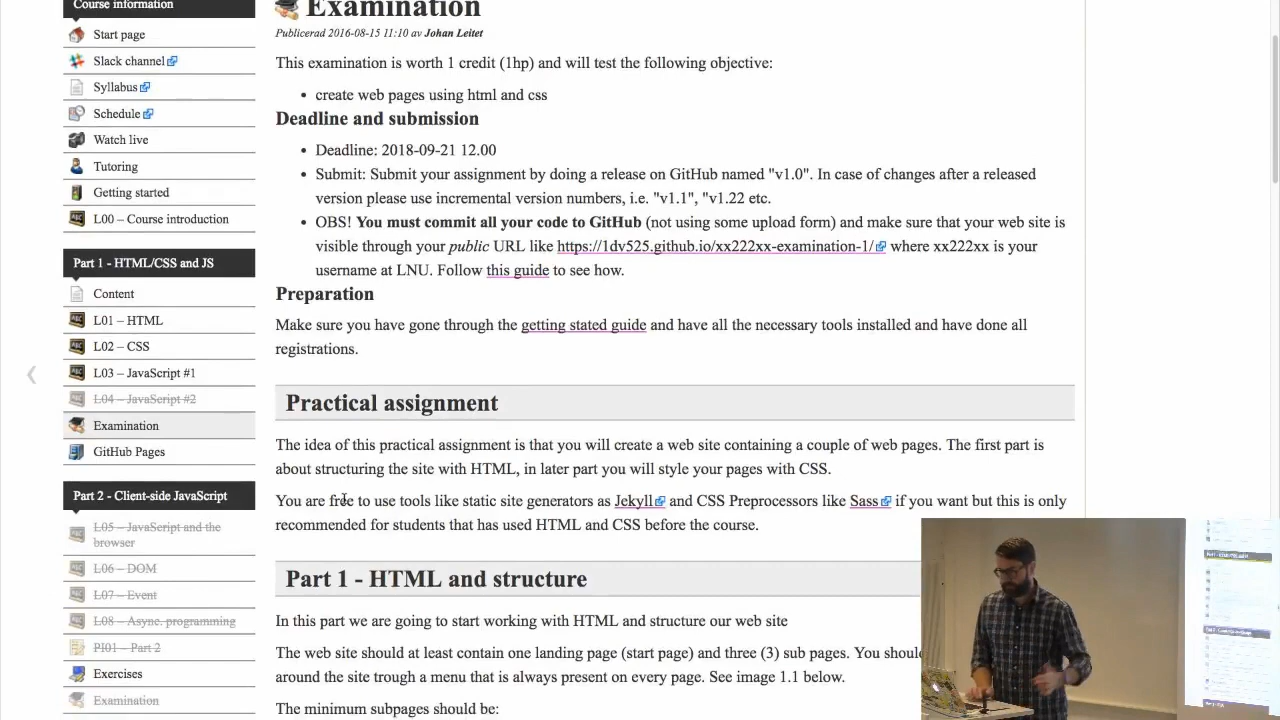 Course information
Start page
Slack channel
Syllabus
Schedule
Watch live
Tutoring
Getting started
L00 – Course introduction
Part 1 - HTML/CSS and JS
Content
L01 – HTML
L02 – CSS
L03 – JavaScript #1
L04 – JavaScript #2
Examination
GitHub Pages
Part 2 - Client-side JavaScript
L05 – JavaScript and the
browser
L06 – DOM
L07 – Event
L08 – Async. programming
PI01 – Part 2
Exercises
Examination
Examination
Publicerad 2016-08-15 11:10 av Johan Leitet
This examination is worth 1 credit (1hp) and will test the following objective:
• create web pages using html and css
Deadline and submission
• Deadline: 2018-09-21 12.00
• Submit: Submit your assignment by doing a release on GitHub named "v1.0". In case of changes after a released
version please use incremental version numbers, i.e. "v1.1", "v1.22 etc.
• OBS! You must commit all your code to GitHub (not using some upload form) and make sure that your web site is
visible through your public URL like https://1dv525.github.io/xx222xx-examination-1/ where xx222xx is your
username at LNU. Follow this guide to see how.
Preparation
Make sure you have gone through the getting stated guide and have all the necessary tools installed and have done all
registrations.
Practical assignment
The idea of this practical assignment is that you will create a web site containing a couple of web pages. The first part is
about structuring the site with HTML, in later part you will style your pages with CSS.
You are free to use tools like static site generators as Jekyll and CSS Preprocessors like Sass if you want but this is only
recommended for students that has used HTML and CSS before the course.
Part 1 - HTML and structure
In this part we are going to start working with HTML and structure our web site
The web site should at least contain one landing page (start page) and three (3) sub pages. You should
around the site trough a menu that is always present on every page. See image 1.1 below.
The minimum subpages should be: